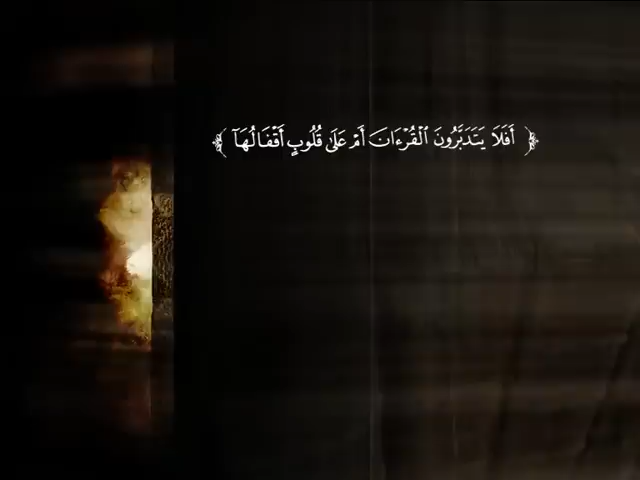 ﴿ أَفَلَا يَتَدَبَّرُونَ ٱلْقُرْءَانَ أَمْ عَلَىٰ قُلُوبٍ أَقْفَالُهَآ ﴾